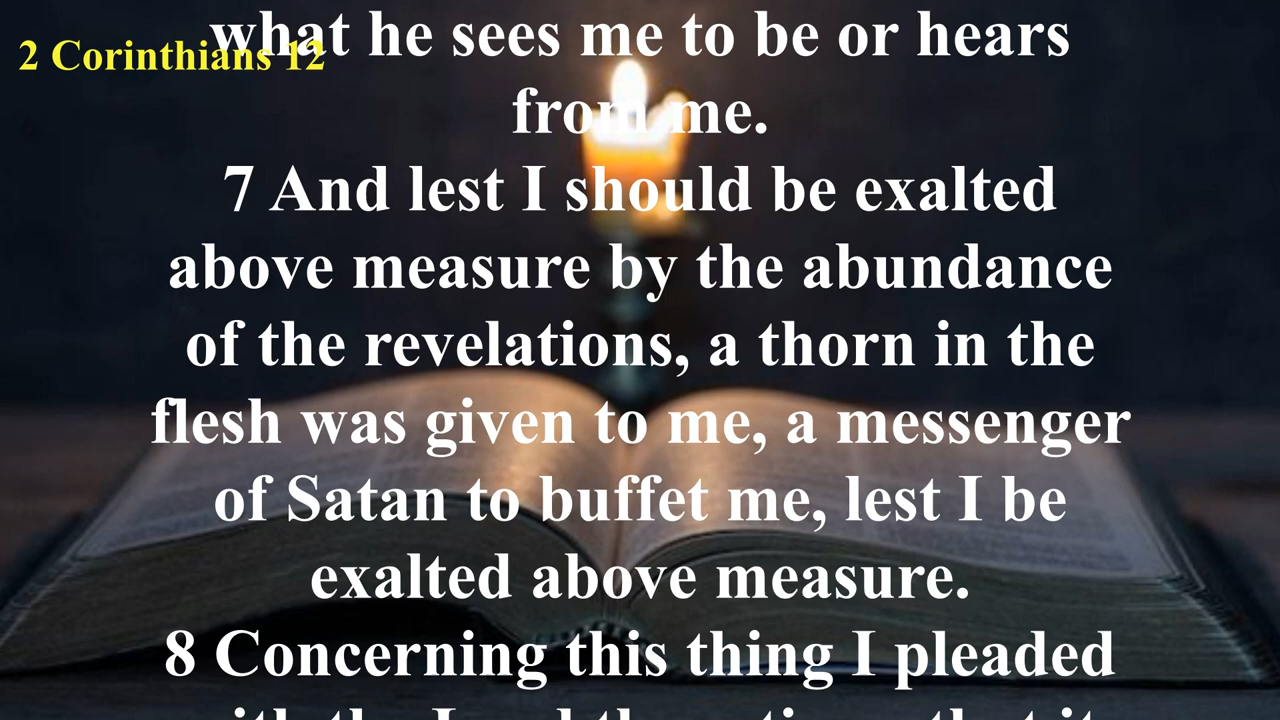 2 Corinthians 12
what he sees me to be or hears
from me.
7 And lest I should be exalted
above measure by the abundance
of the revelations, a thorn in the
flesh was given to me, a messenger
of Satan to buffet me, lest I be
exalted above measure.
8 Concerning this thing I pleaded